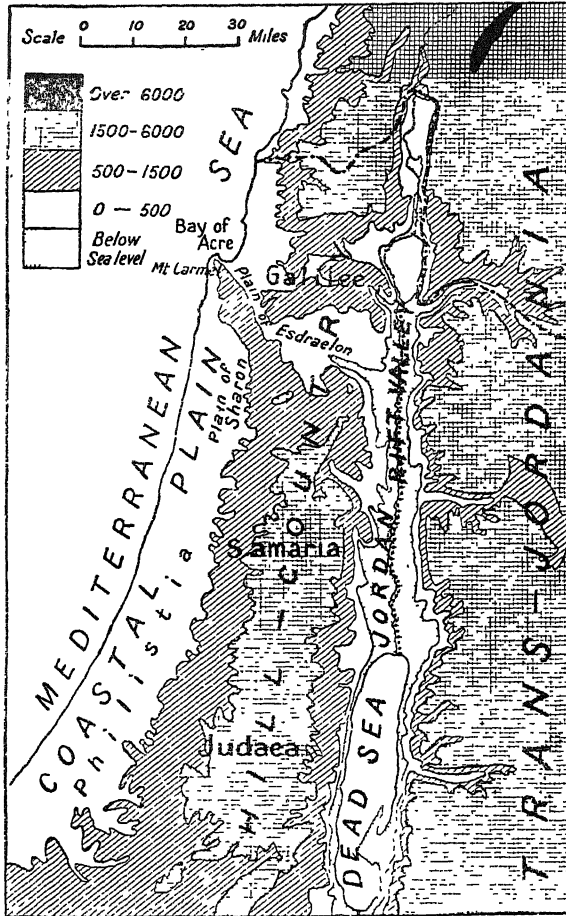 Scale 0 10 20 30 Miles
Over 6000
1500-6000
500-1500
0 — 500
Below
Sea level
MEDITERRANEAN SEA
Bay of
Acre
Mt Carmel
Plain of Esdraelon
Galilee
COASTAL PLAIN
Plain of
Sharon
Philistia
HILL COUNTR
Samaria
Judaea
JORDAN RIFT VALLEY
DEAD SEA
TRANS-JORDANIA